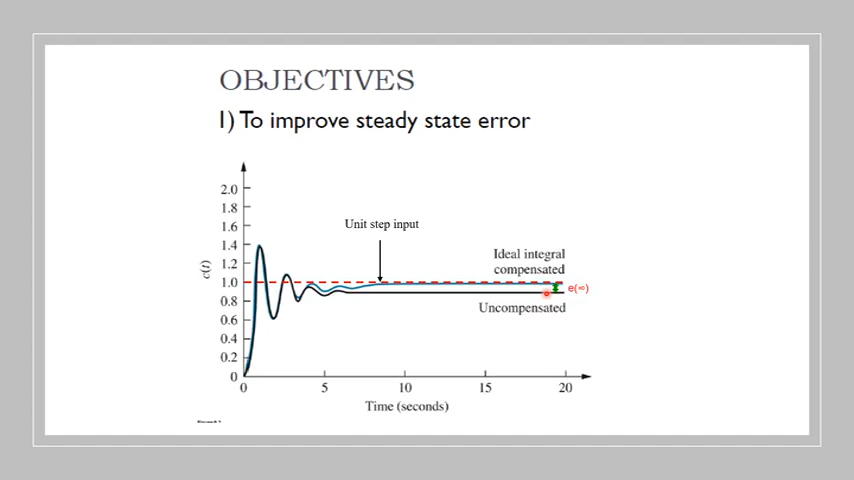 OBJECTIVES
1) To improve steady state error
2.0
1.8
1.6
1.4
1.2
1.0
0.8
0.6
0.4
0.2
0
c(t)
Unit step input
Ideal integral
compensated
e(∞)
Uncompensated
0 5 10 15 20
Time (seconds)